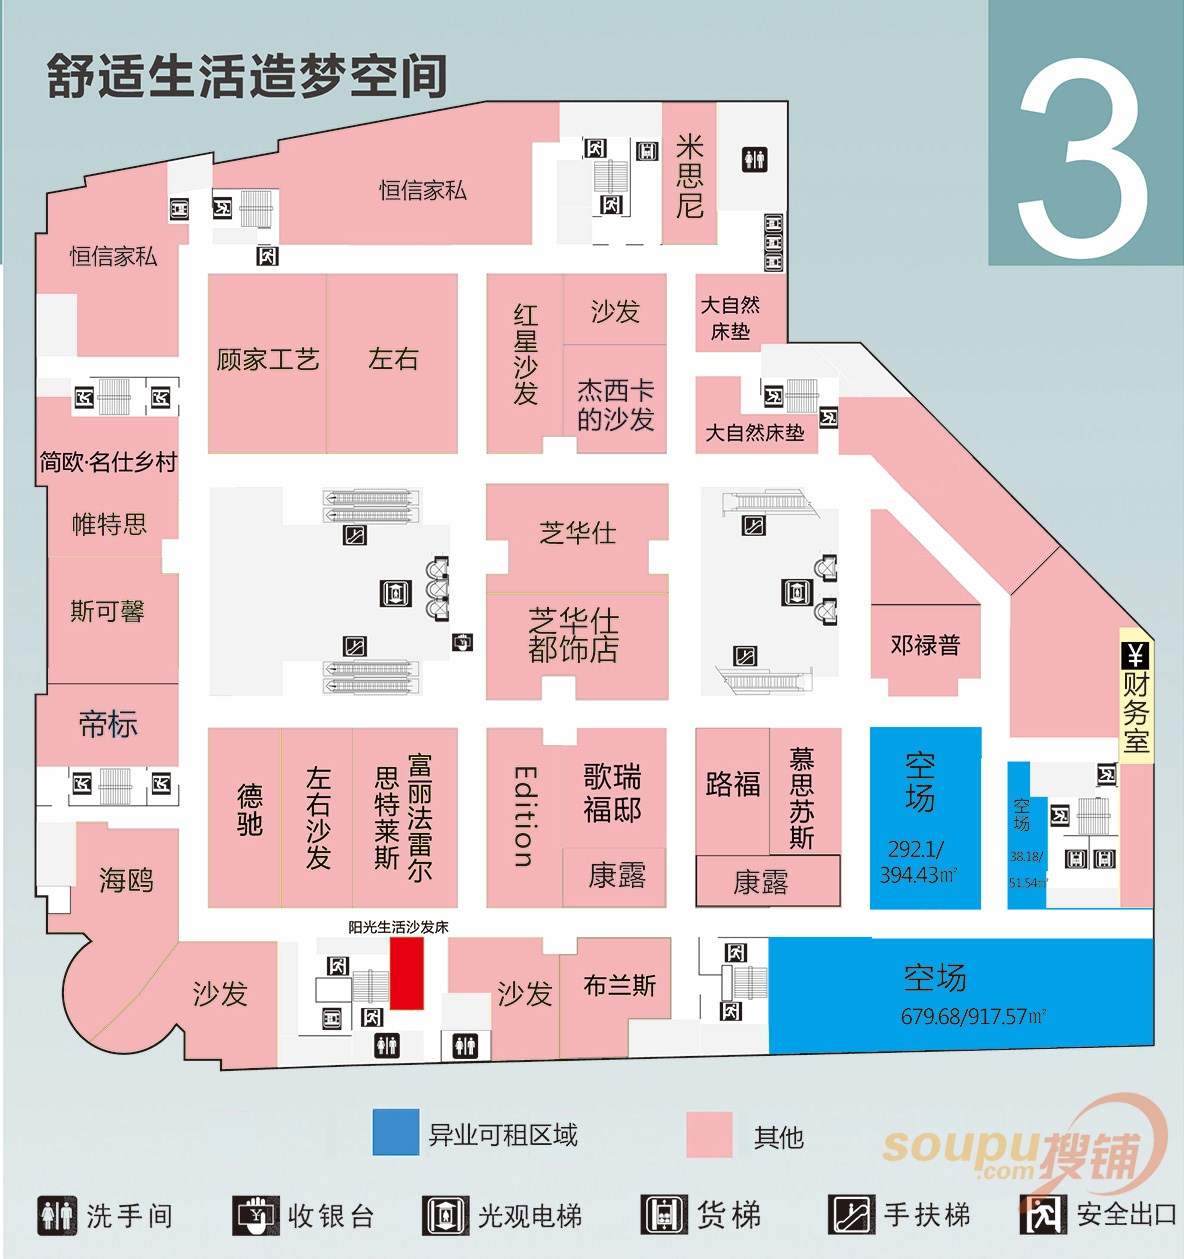 舒适生活造梦空间
3
恒信家私
米
思
尼
恒信家私
大自然
床垫
顾家工艺
左右
红
星
沙
发
沙发
杰西卡
的沙发
大自然床垫
简欧·名仕乡村
帷特思
斯可馨
帝标
芝华仕
芝华仕
都饰店
邓禄普
¥
财
务
室
德
驰
左
右
沙
发
富
丽
法
雷
尔
思
特
莱
斯
Edition
歌瑞
福邸
康露
路福
慕
思
苏
斯
康露
空
场
292.1/
394.43㎡
空
场
38.18/
51.54㎡
海鸥
沙发
阳光生活沙发床
沙发
布兰斯
空场
679.68/917.57㎡
异业可租区域
其他
soupu
.com搜铺
洗手间
¥
收银台
光观电梯
货梯
手扶梯
安全出口